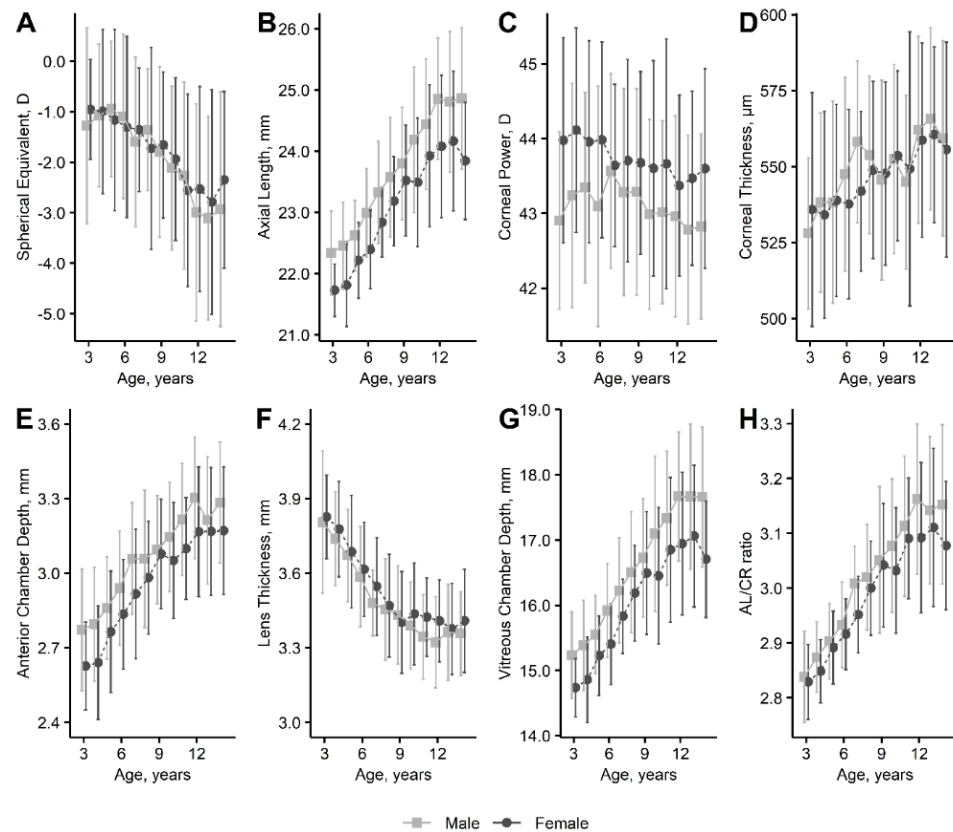 A
Spherical Equivalent, D
0.0
-1.0
-2.0
-3.0
-4.0
-5.0
3 6 9 12
Age, years
B
Axial Length, mm
26.0
25.0
24.0
23.0
22.0
21.0
3 6 9 12
Age, years
C
Corneal Power, D
45
44
43
42
3 6 9 12
Age, years
D
Corneal Thickness, µm
600
575
550
525
500
3 6 9 12
Age, years
E
Anterior Chamber Depth, mm
3.6
3.3
3.0
2.7
2.4
3 6 9 12
Age, years
F
Lens Thickness, mm
4.2
3.9
3.6
3.3
3.0
3 6 9 12
Age, years
G
Vitreous Chamber Depth, mm
19.0
18.0
17.0
16.0
15.0
14.0
3 6 9 12
Age, years
H
AL/CR ratio
3.3
3.2
3.1
3.0
2.9
2.8
3 6 9 12
Age, years
Male Female